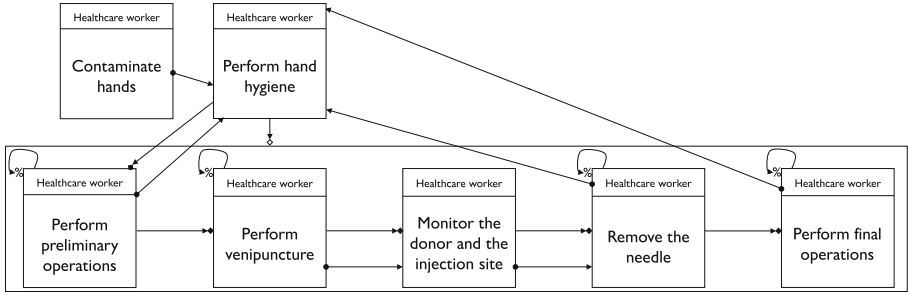 Healthcare worker
Contaminate
hands
Healthcare worker
Perform hand
hygiene
%
Healthcare worker
Perform
preliminary
operations
%
Healthcare worker
Perform
venipuncture
Healthcare worker
Monitor the
donor and the
injection site
%
Healthcare worker
Remove the
needle
%
Healthcare worker
Perform final
operations